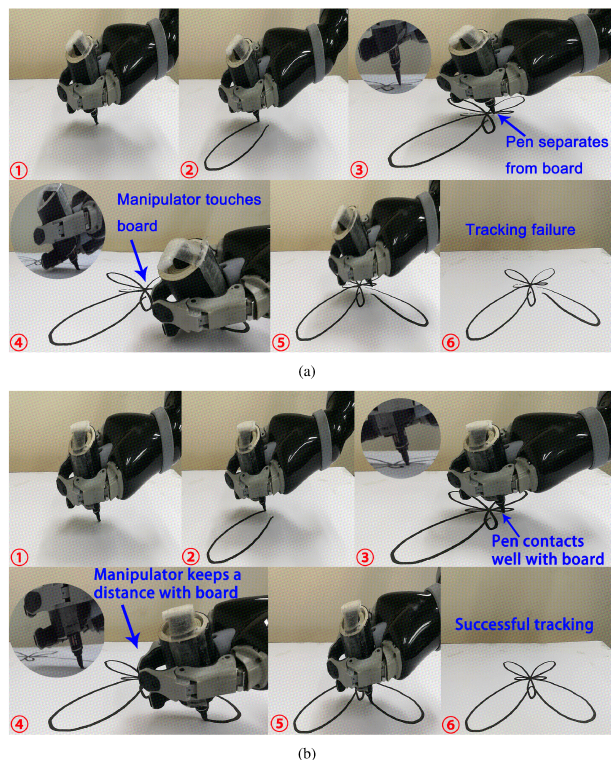 ①
②
③
Pen separates
from board
Manipulator touches
board
Tracking failure
④
⑤
⑥
(a)
①
②
③
Pen contacts
well with board
Manipulator keeps a
distance with board
Successful tracking
④
⑤
⑥
(b)